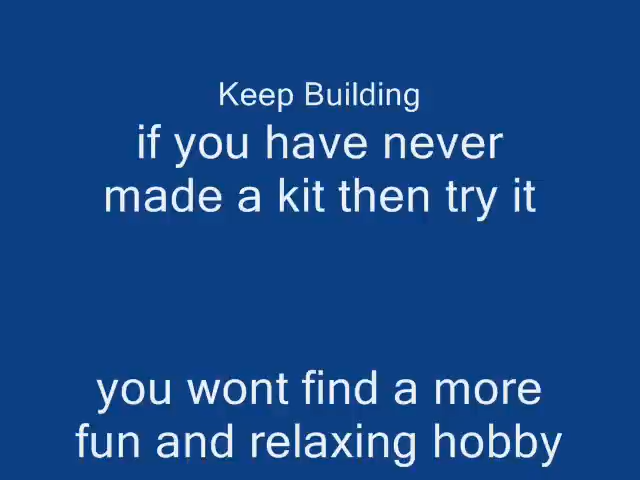 Keep Building
if you have never
made a kit then try it
you wont find a more
fun and relaxing hobby